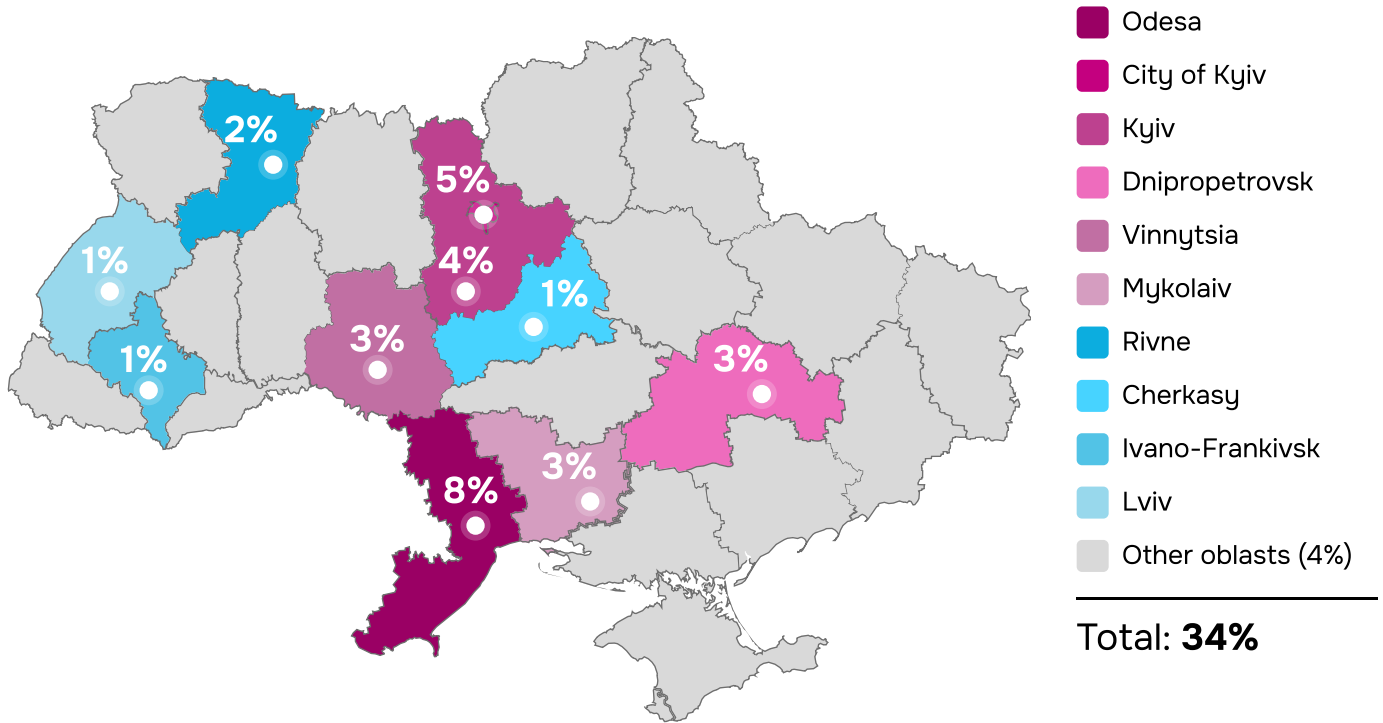 2%
5%
1%
4%
1%
3%
1%
3%
3%
8%
Odesa
City of Kyiv
Kyiv
Dnipropetrovsk
Vinnytsia
Mykolaiv
Rivne
Cherkasy
Ivano-Frankivsk
Lviv
Other oblasts (4%)
Total: 34%